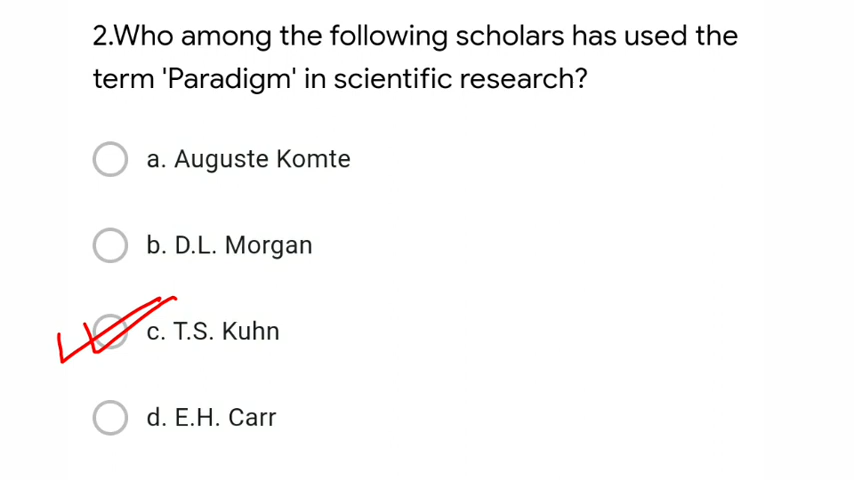 2.Who among the following scholars has used the
term 'Paradigm' in scientific research?
a. Auguste Komte
b. D.L. Morgan
c. T.S. Kuhn
d. E.H. Carr